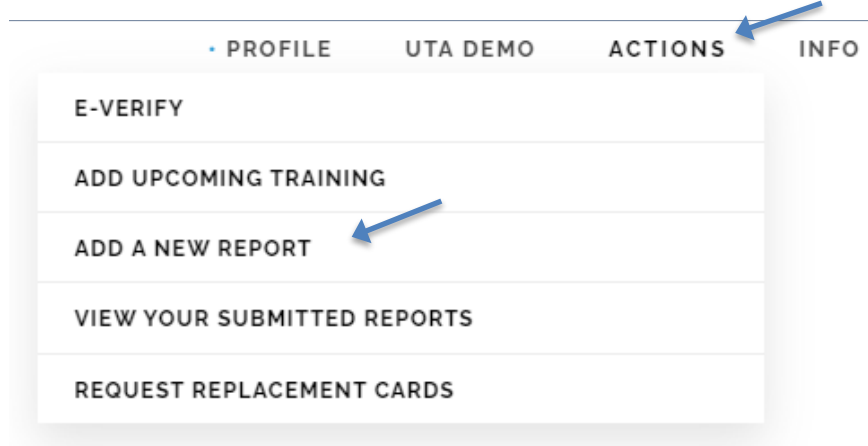 • PROFILE UTA DEMO ACTIONS INFO
E-VERIFY
ADD UPCOMING TRAINING
ADD A NEW REPORT
VIEW YOUR SUBMITTED REPORTS
REQUEST REPLACEMENT CARDS